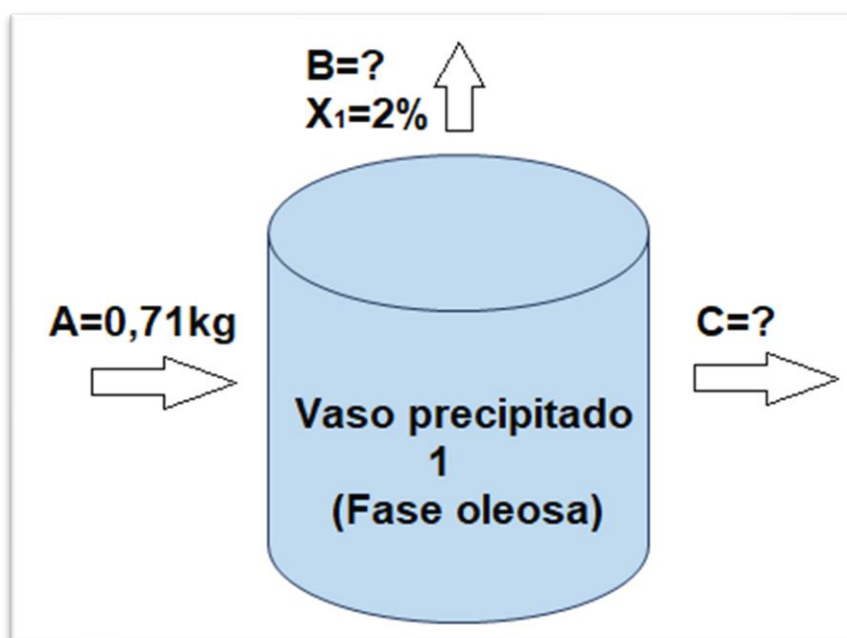 B=?
X₁=2%
A=0,71kg
C=?
Vaso precipitado
1
(Fase oleosa)